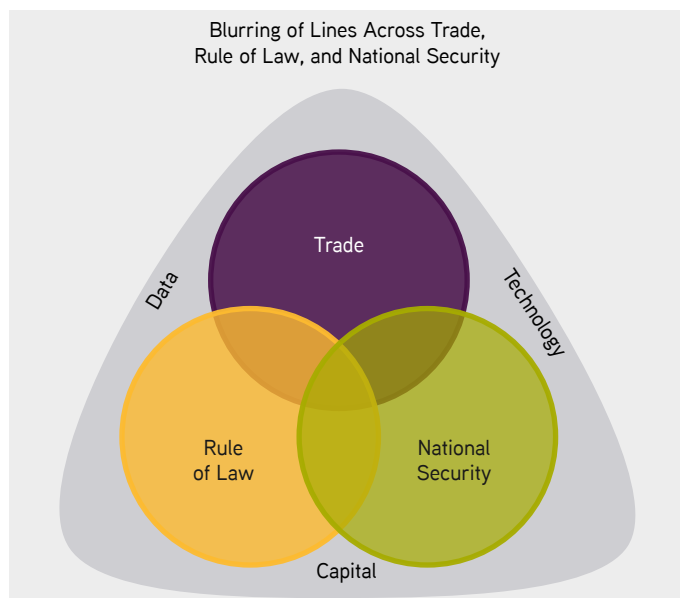 Blurring of Lines Across Trade,
Rule of Law, and National Security
Trade
Data
Technology
Rule
of Law
National
Security
Capital